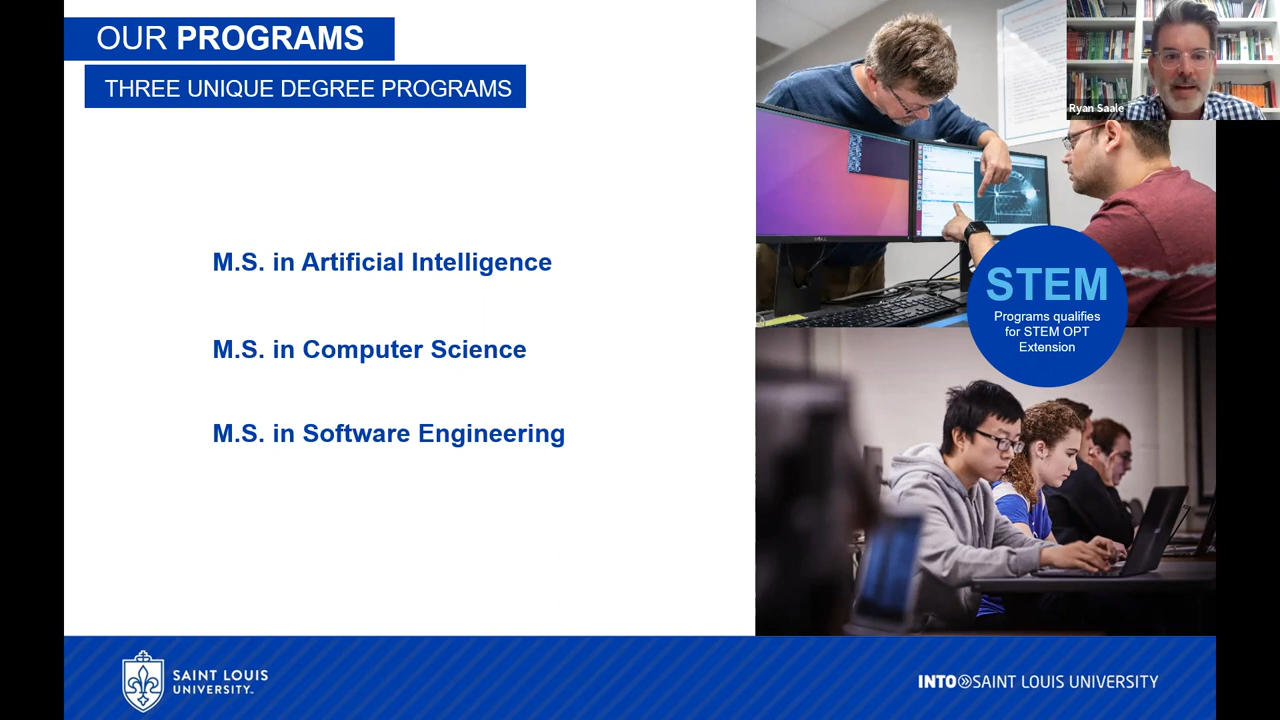 OUR PROGRAMS
THREE UNIQUE DEGREE PROGRAMS
Ryan Saale
M.S. in Artificial Intelligence
M.S. in Computer Science
M.S. in Software Engineering
STEM
Programs qualifies
for STEM OPT
Extension
SAINT LOUIS
UNIVERSITY™
INTO SAINT LOUIS UNIVERSITY